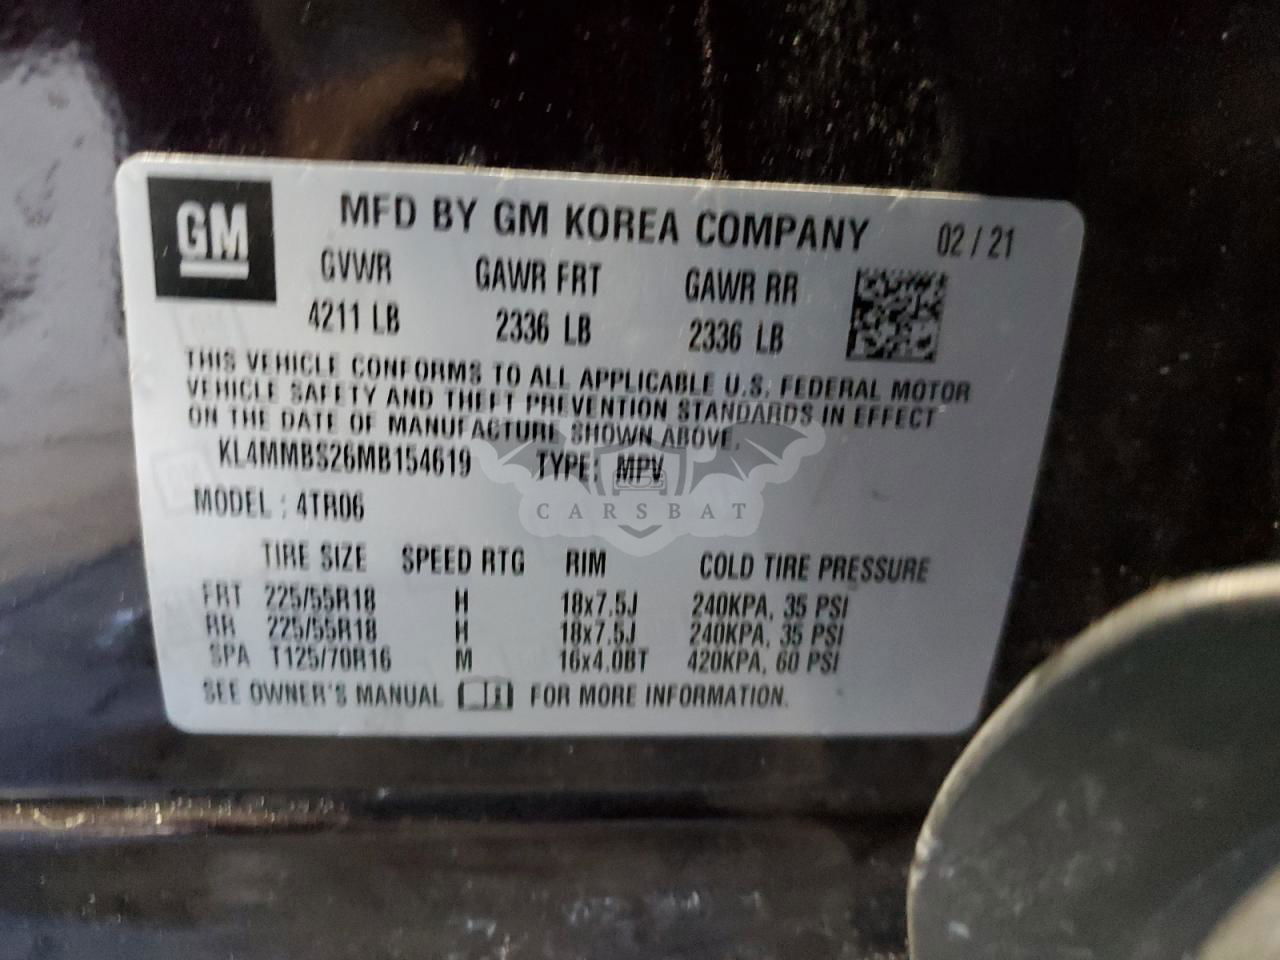 GM
MFD BY GM KOREA COMPANY 02 / 21
GVWR GAWR FRT GAWR RR
4211 LB 2336 LB 2336 LB
THIS VEHICLE CONFORMS TO ALL APPLICABLE U.S. FEDERAL MOTOR
VEHICLE SAFETY AND THEFT PREVENTION STANDARDS IN EFFECT
ON THE DATE OF MANUFACTURE SHOWN ABOVE.
KL4MMBS26MB154619 TYPE: MPV
CARSBAT
MODEL : 4TR06
TIRE SIZE SPEED RTG RIM COLD TIRE PRESSURE
FRT 225/55R18 H 18x7.5J 240KPA, 35 PSI
RR 225/55R18 H 18x7.5J 240KPA, 35 PSI
SPA T125/70R16 M 16x4.0BT 420KPA, 60 PSI
SEE OWNER'S MANUAL FOR MORE INFORMATION.